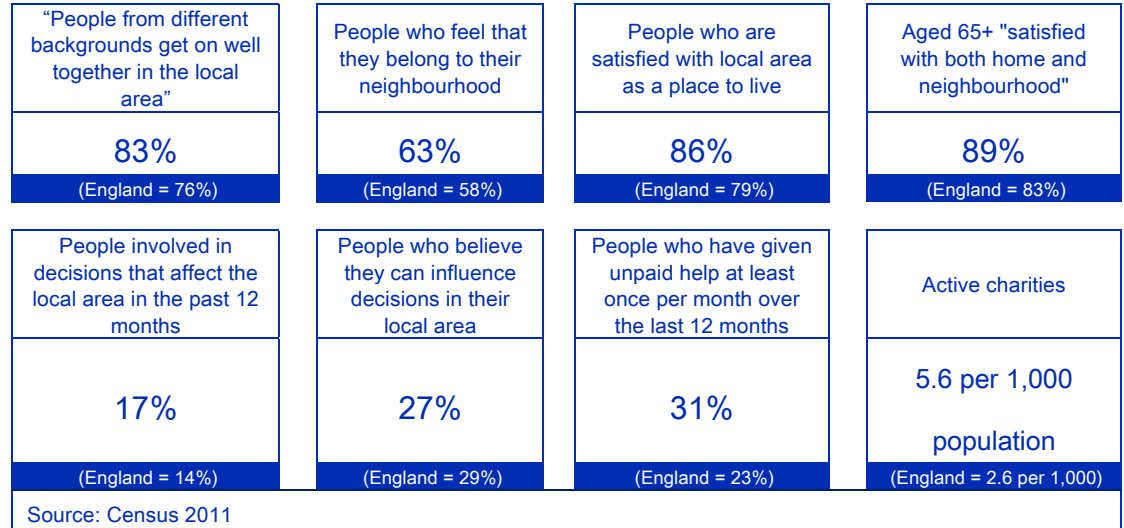 “People from different
backgrounds get on well
together in the local
area”
83%
(England = 76%)
People who feel that
they belong to their
neighbourhood
63%
(England = 58%)
People who are
satisfied with local area
as a place to live
86%
(England = 79%)
Aged 65+ "satisfied
with both home and
neighbourhood"
89%
(England = 83%)
People involved in
decisions that affect the
local area in the past 12
months
17%
(England = 14%)
People who believe
they can influence
decisions in their
local area
27%
(England = 29%)
People who have given
unpaid help at least
once per month over
the last 12 months
31%
(England = 23%)
Active charities
5.6 per 1,000
population
(England = 2.6 per 1,000)
Source: Census 2011